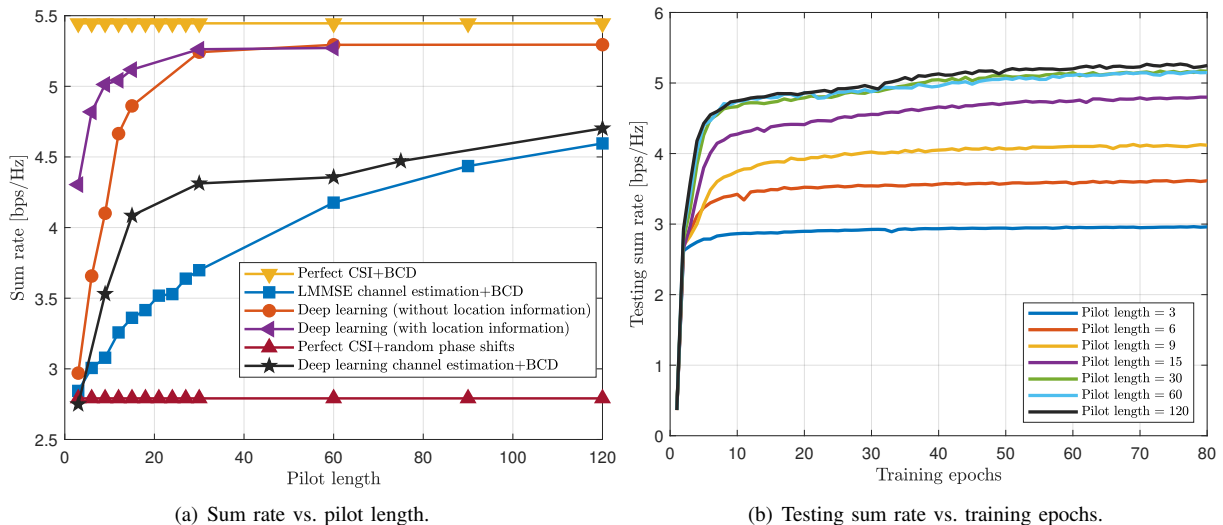 5.5
5
4.5
4
3.5
3
2.5
Sum rate [bps/Hz]
Perfect CSI+BCD
LMMSE channel estimation+BCD
Deep learning (without location information)
Deep learning (with location information)
Perfect CSI+random phase shifts
Deep learning channel estimation+BCD
0 20 40 60 80 100 120
Pilot length
(a) Sum rate vs. pilot length.
6
5
4
3
2
1
0
Testing sum rate [bps/Hz]
Pilot length = 3
Pilot length = 6
Pilot length = 9
Pilot length = 15
Pilot length = 30
Pilot length = 60
Pilot length = 120
0 10 20 30 40 50 60 70 80
Training epochs
(b) Testing sum rate vs. training epochs.